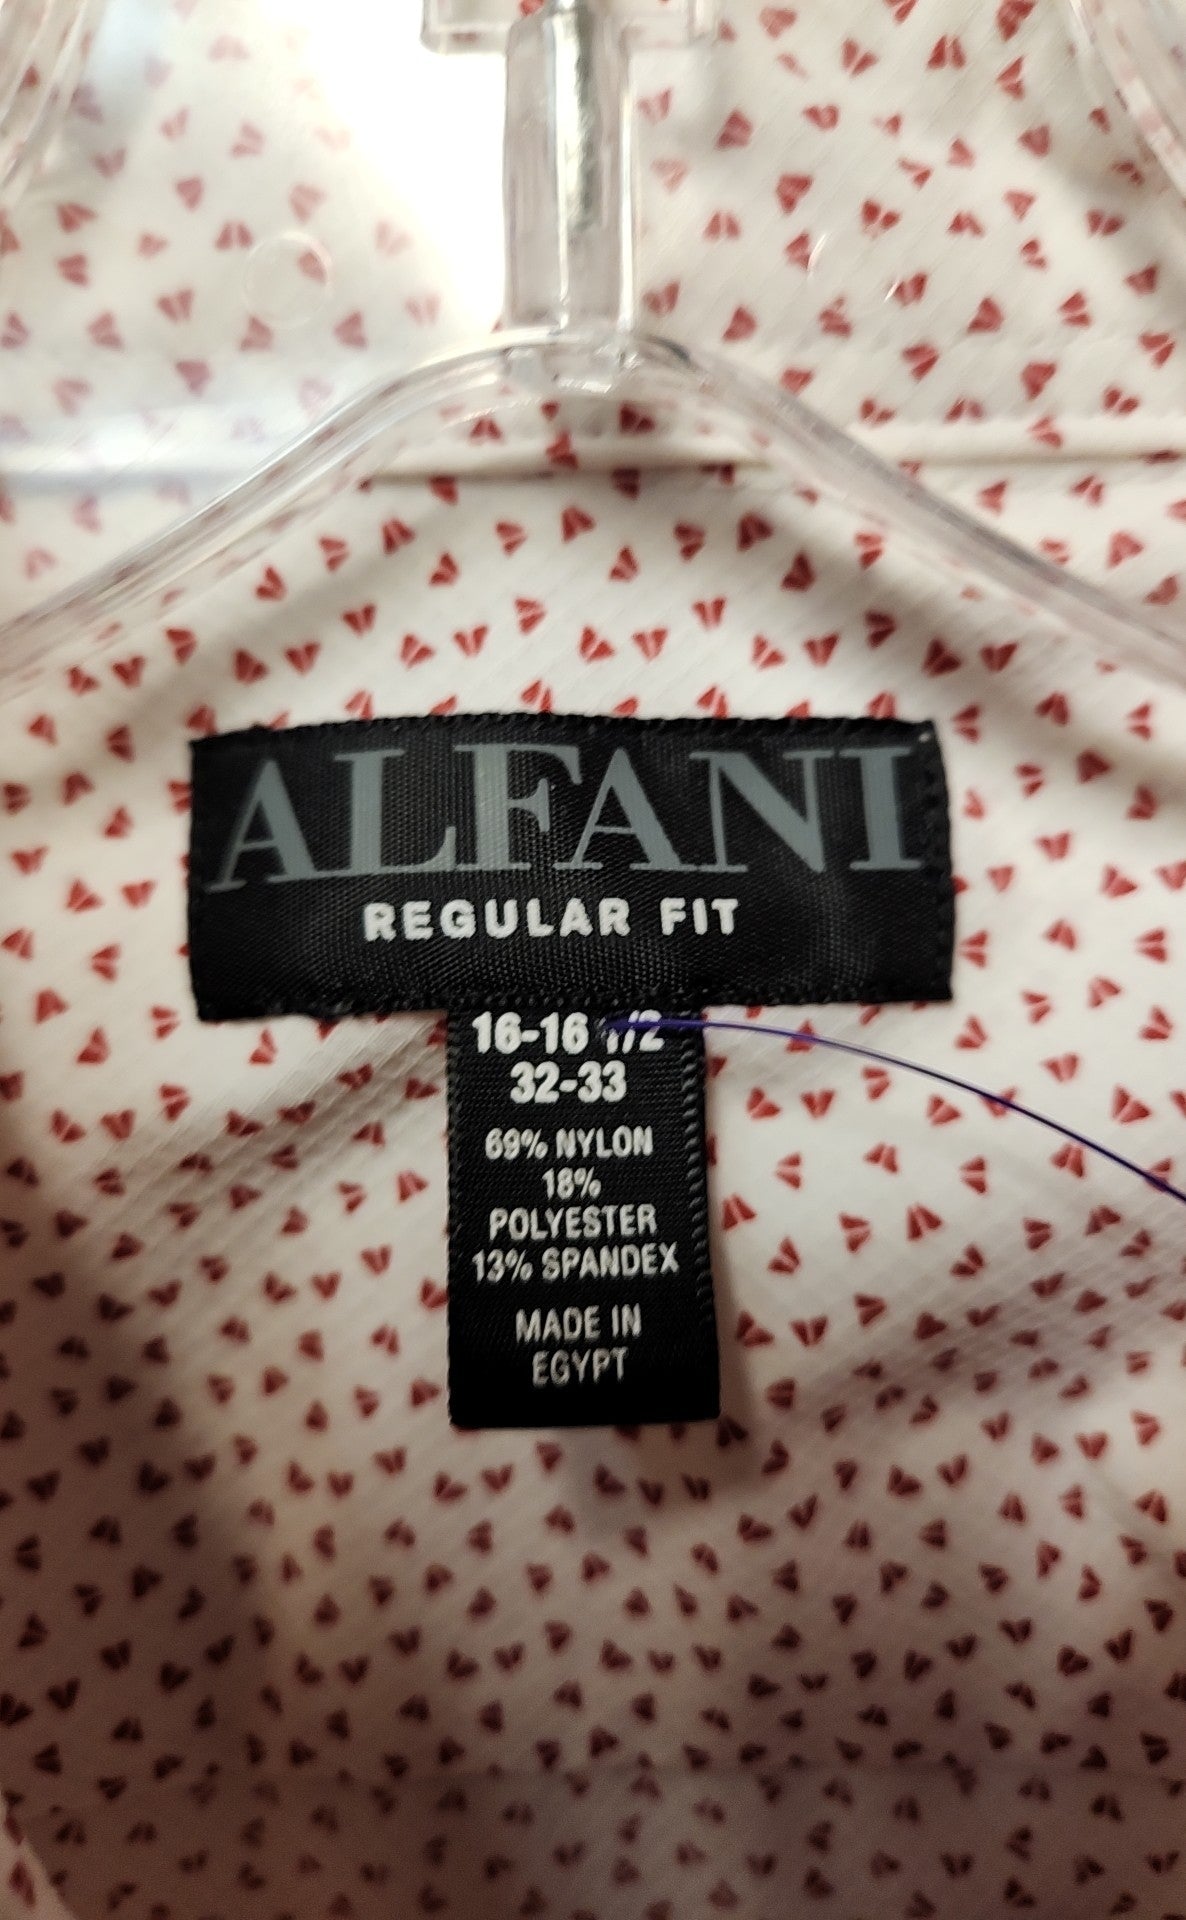 ALFANI
REGULAR FIT
16-16 1/2
32-33
69% NYLON
18%
POLYESTER
13% SPANDEX
MADE IN
EGYPT